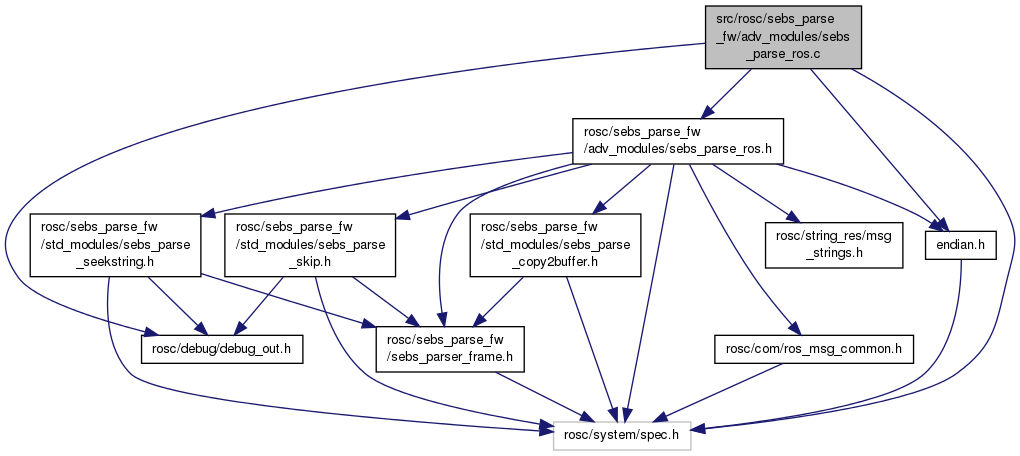 src/rosc/sebs_parse
_fw/adv_modules/sebs
_parse_ros.c
rosc/sebs_parse_fw
/adv_modules/sebs_parse_ros.h
rosc/sebs_parse_fw
/std_modules/sebs_parse
_seekstring.h
rosc/sebs_parse_fw
/std_modules/sebs_parse
_skip.h
rosc/sebs_parse_fw
/std_modules/sebs_parse
_copy2buffer.h
rosc/string_res/msg
_strings.h
endian.h
rosc/debug/debug_out.h
rosc/sebs_parse_fw
/sebs_parser_frame.h
rosc/com/ros_msg_common.h
rosc/system/spec.h